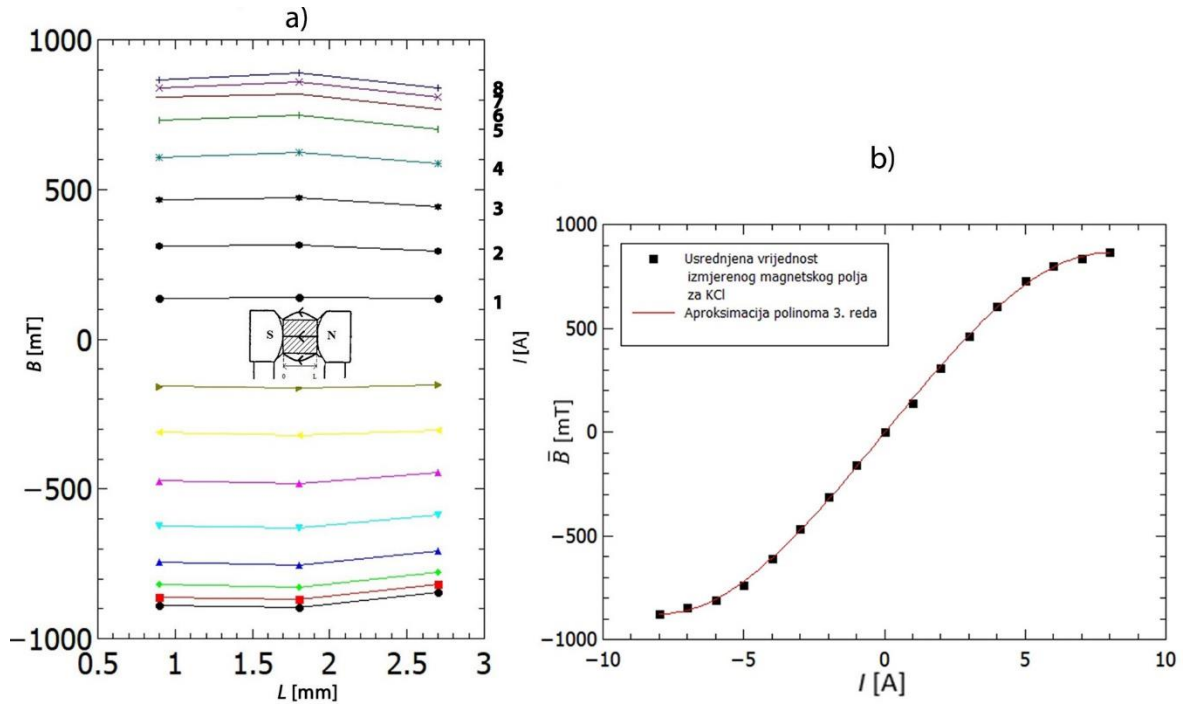 a)
1000
500
0
−500
−1000
B [mT]
0.5 1 1.5 2 2.5 3
L [mm]
8
7
6
5
4
3
2
1
I [A]
S N
0 L
b)
1000
500
0
−500
−1000
B̄ [mT]
Usrednjena vrijednost
izmjerenog magnetskog polja
za KCl
Aproksimacija polinoma 3. reda
−10 −5 0 5 10
I [A]